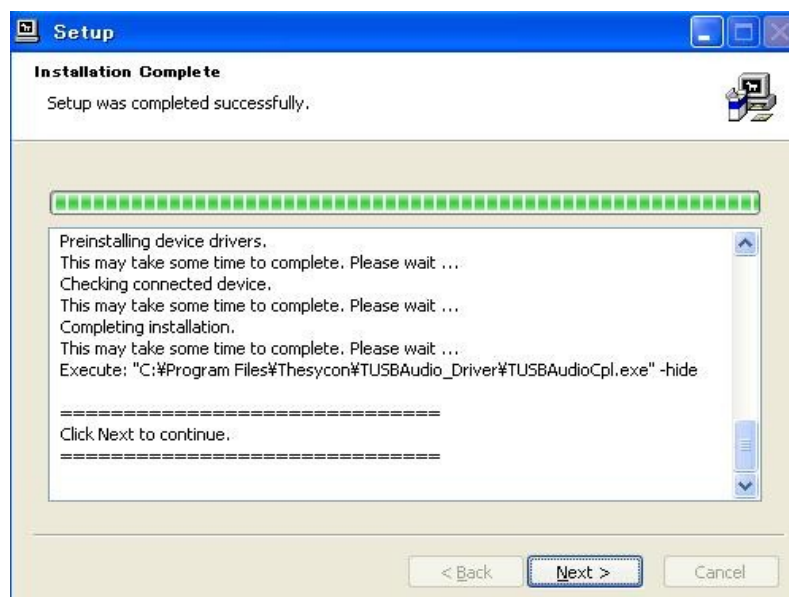 Setup
Installation Complete
Setup was completed successfully.
Preinstalling device drivers.
This may take some time to complete. Please wait ...
Checking connected device.
This may take some time to complete. Please wait ...
Completing installation.
This may take some time to complete. Please wait ...
Execute: "C:¥Program Files¥Thesycon¥TUSBAudio_Driver¥TUSBAudioCpl.exe" -hide
==============================
Click Next to continue.
==============================
< Back
Next >
Cancel